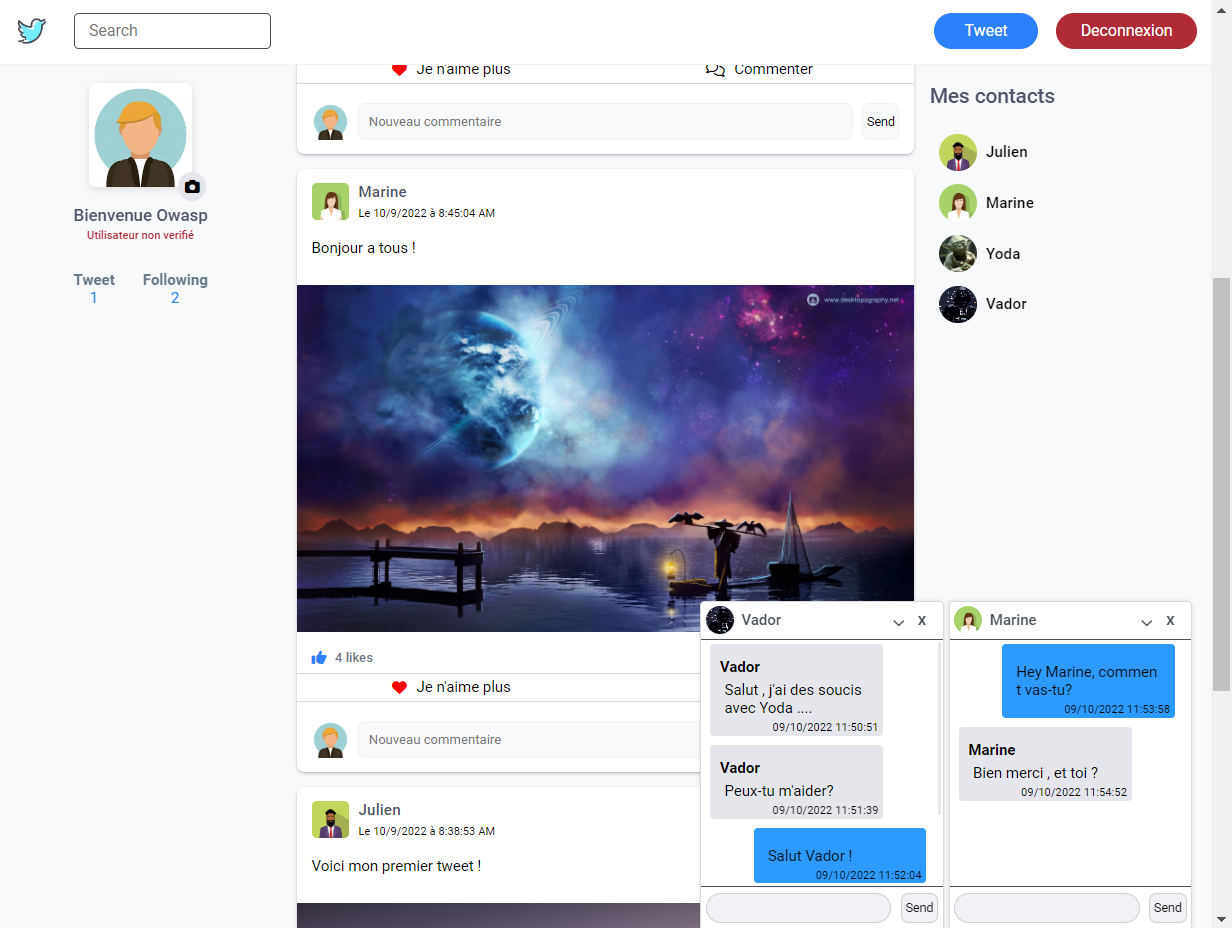 Search
Tweet
Deconnexion
Bienvenue Owasp
Utilisateur non verifié
Tweet
1
Following
2
Je n'aime plus
Commenter
Nouveau commentaire
Send
Marine
Le 10/9/2022 à 8:45:04 AM
Bonjour a tous !
www.desktopography.net
4 likes
Je n'aime plus
Nouveau commentaire
Julien
Le 10/9/2022 à 8:38:53 AM
Voici mon premier tweet !
Mes contacts
Julien
Marine
Yoda
Vador
Vador
X
Vador
Salut , j'ai des soucis
avec Yoda ....
09/10/2022 11:50:51
Vador
Peux-tu m'aider?
09/10/2022 11:51:39
Salut Vador !
09/10/2022 11:52:04
Send
Marine
X
Hey Marine, commen
t vas-tu?
09/10/2022 11:53:58
Marine
Bien merci , et toi ?
09/10/2022 11:54:52
Send